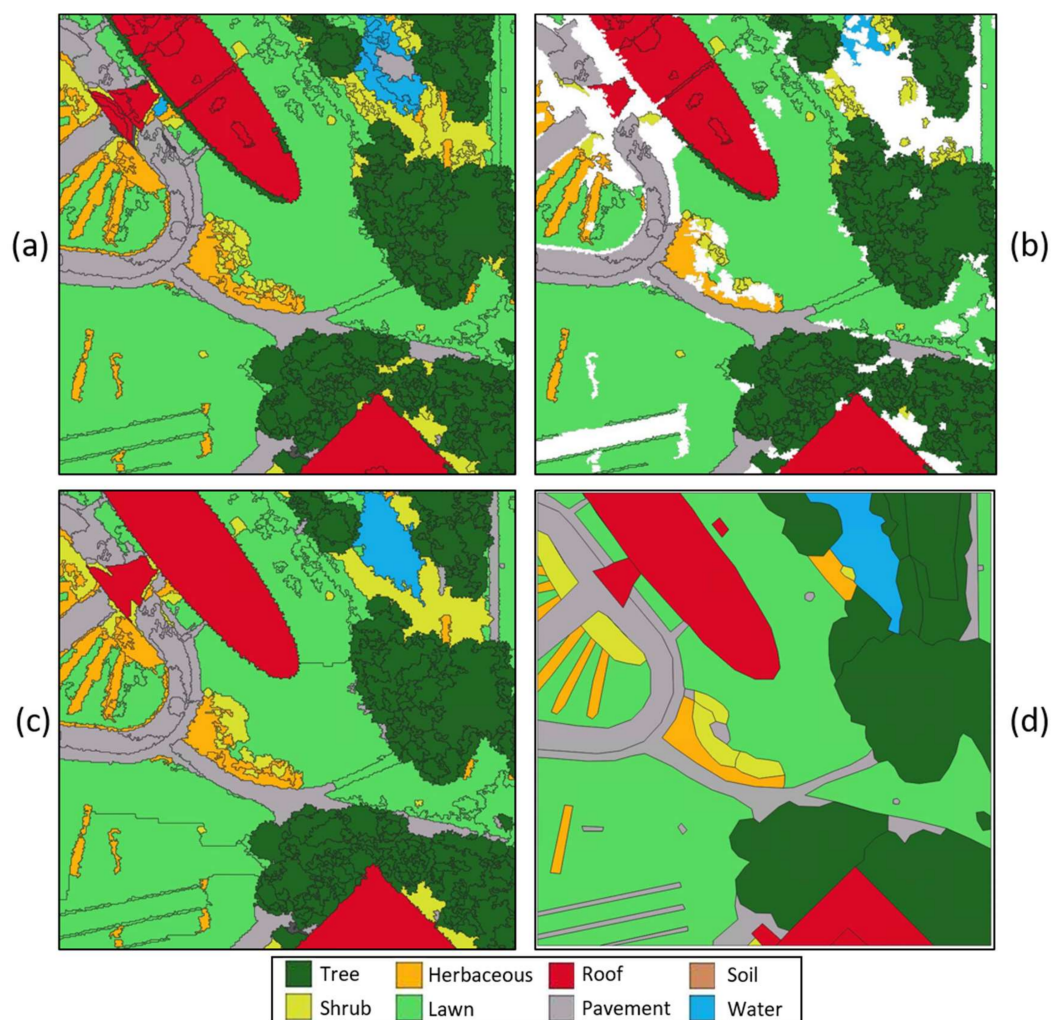 (a)
(b)
(c)
(d)
Tree Herbaceous Roof Soil
Shrub Lawn Pavement Water